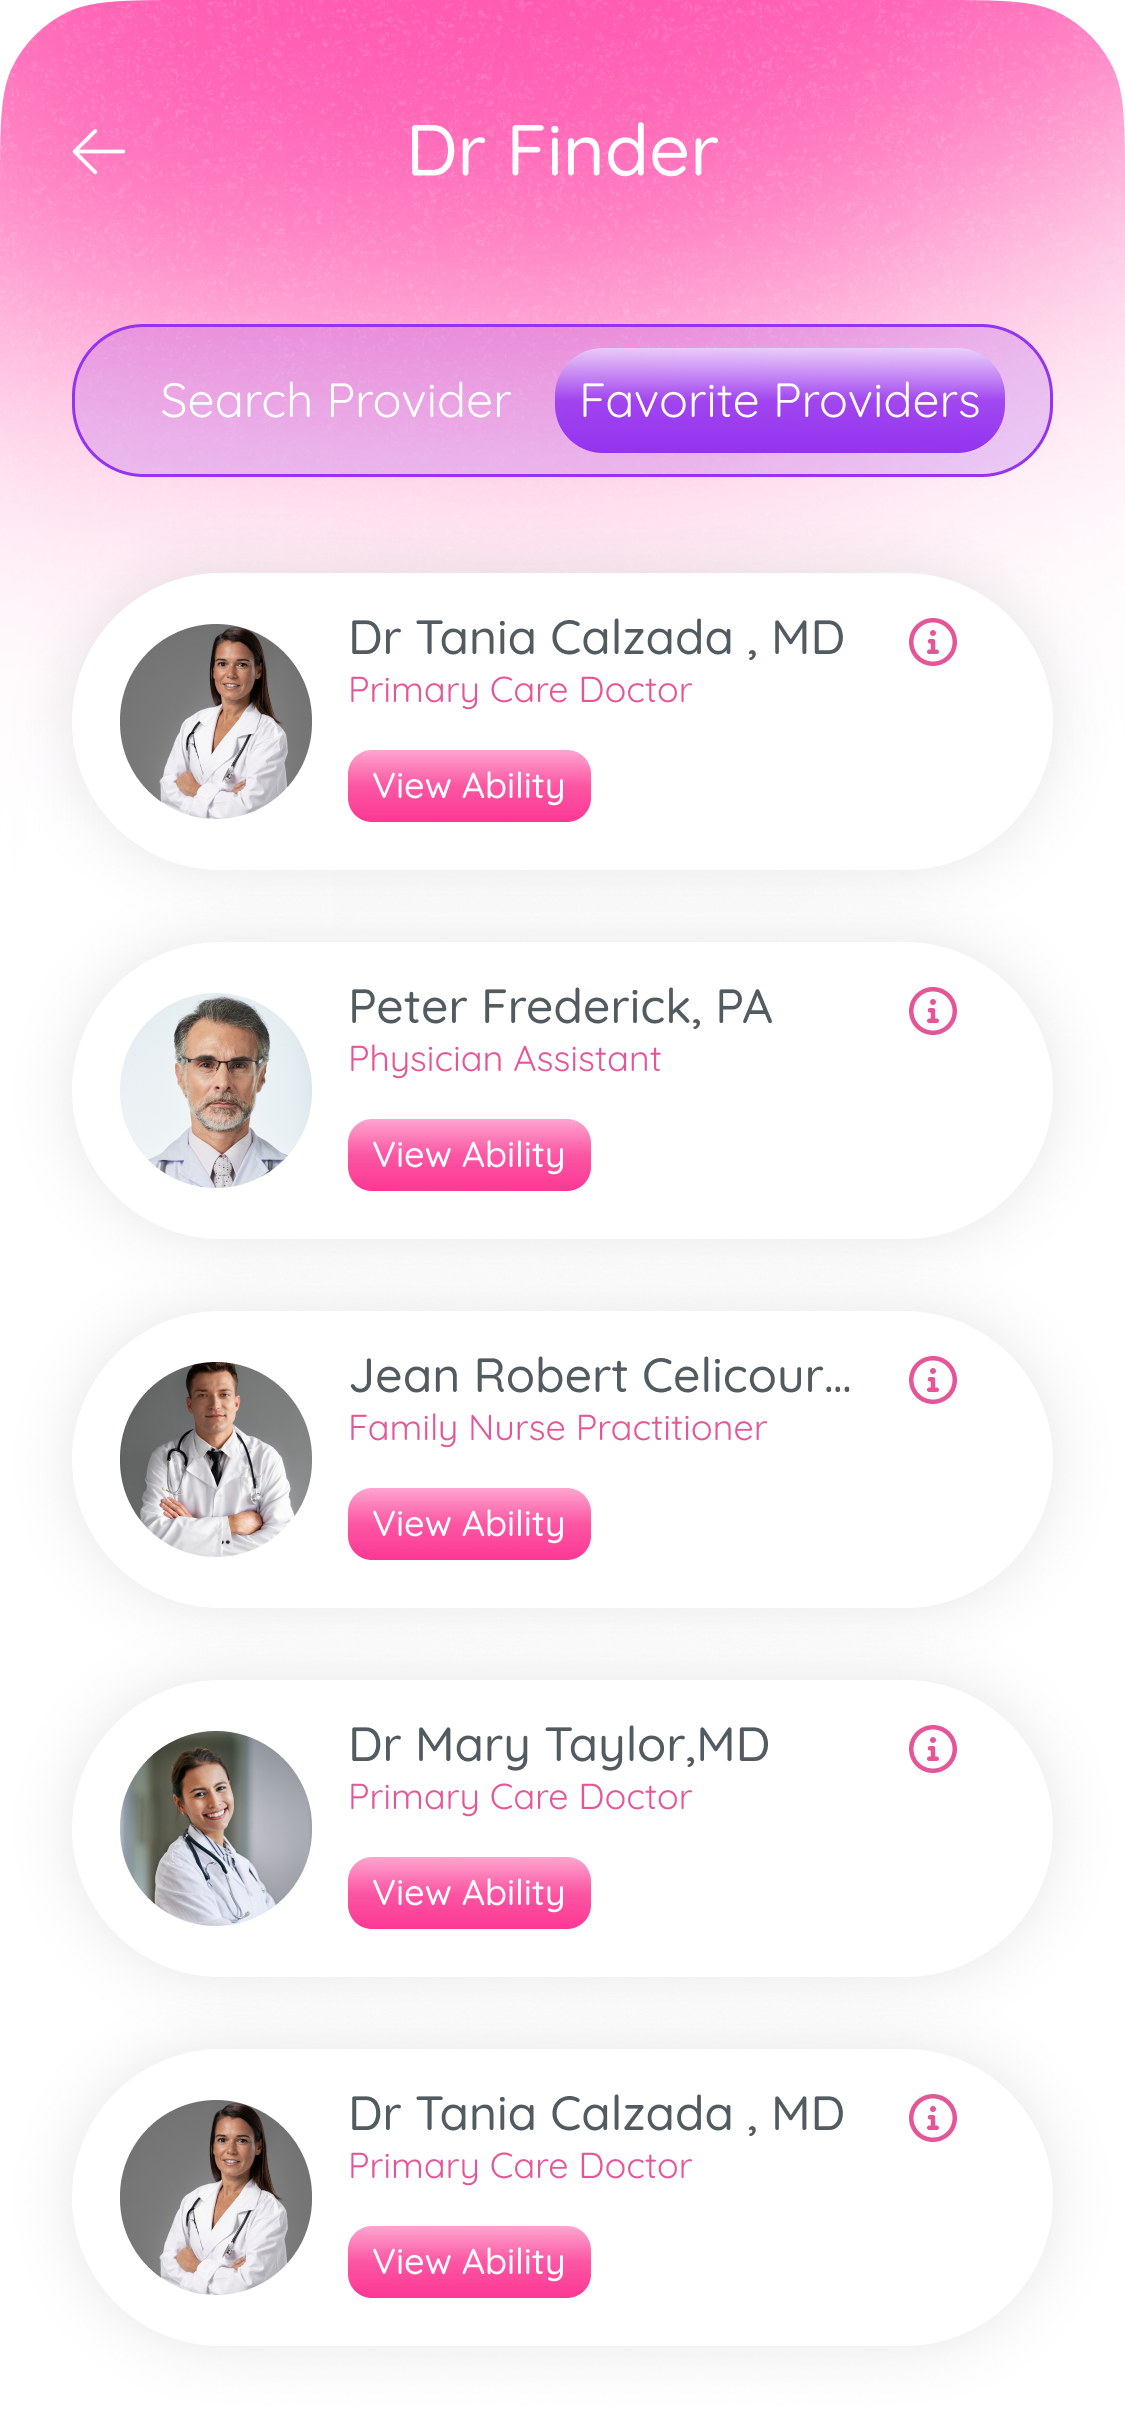 Dr Finder
Search Provider
Favorite Providers
Dr Tania Calzada , MD
Primary Care Doctor
View Ability
Peter Frederick, PA
Physician Assistant
View Ability
Jean Robert Celicour...
Family Nurse Practitioner
View Ability
Dr Mary Taylor,MD
Primary Care Doctor
View Ability
Dr Tania Calzada , MD
Primary Care Doctor
View Ability